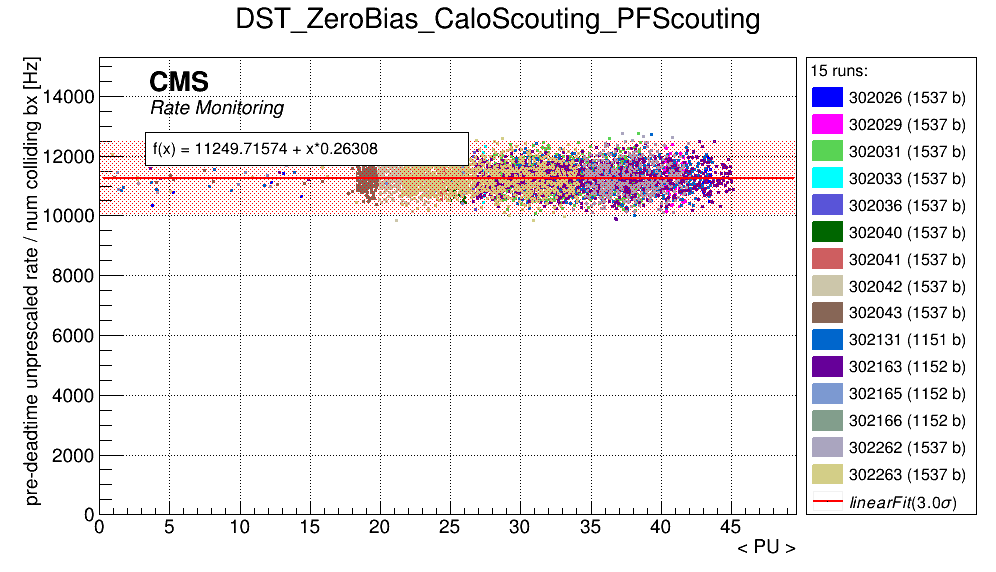 DST_ZeroBias_CaloScouting_PFScouting
pre-deadtime unprescaled rate / num colliding bx [Hz]
CMS
Rate Monitoring
f(x) = 11249.71574 + x*0.26308
14000
12000
10000
8000
6000
4000
2000
0
0 5 10 15 20 25 30 35 40 45
< PU >
15 runs:
302026 (1537 b)
302029 (1537 b)
302031 (1537 b)
302033 (1537 b)
302036 (1537 b)
302040 (1537 b)
302041 (1537 b)
302042 (1537 b)
302043 (1537 b)
302131 (1151 b)
302163 (1152 b)
302165 (1152 b)
302166 (1152 b)
302262 (1537 b)
302263 (1537 b)
linearFit(3.0σ)